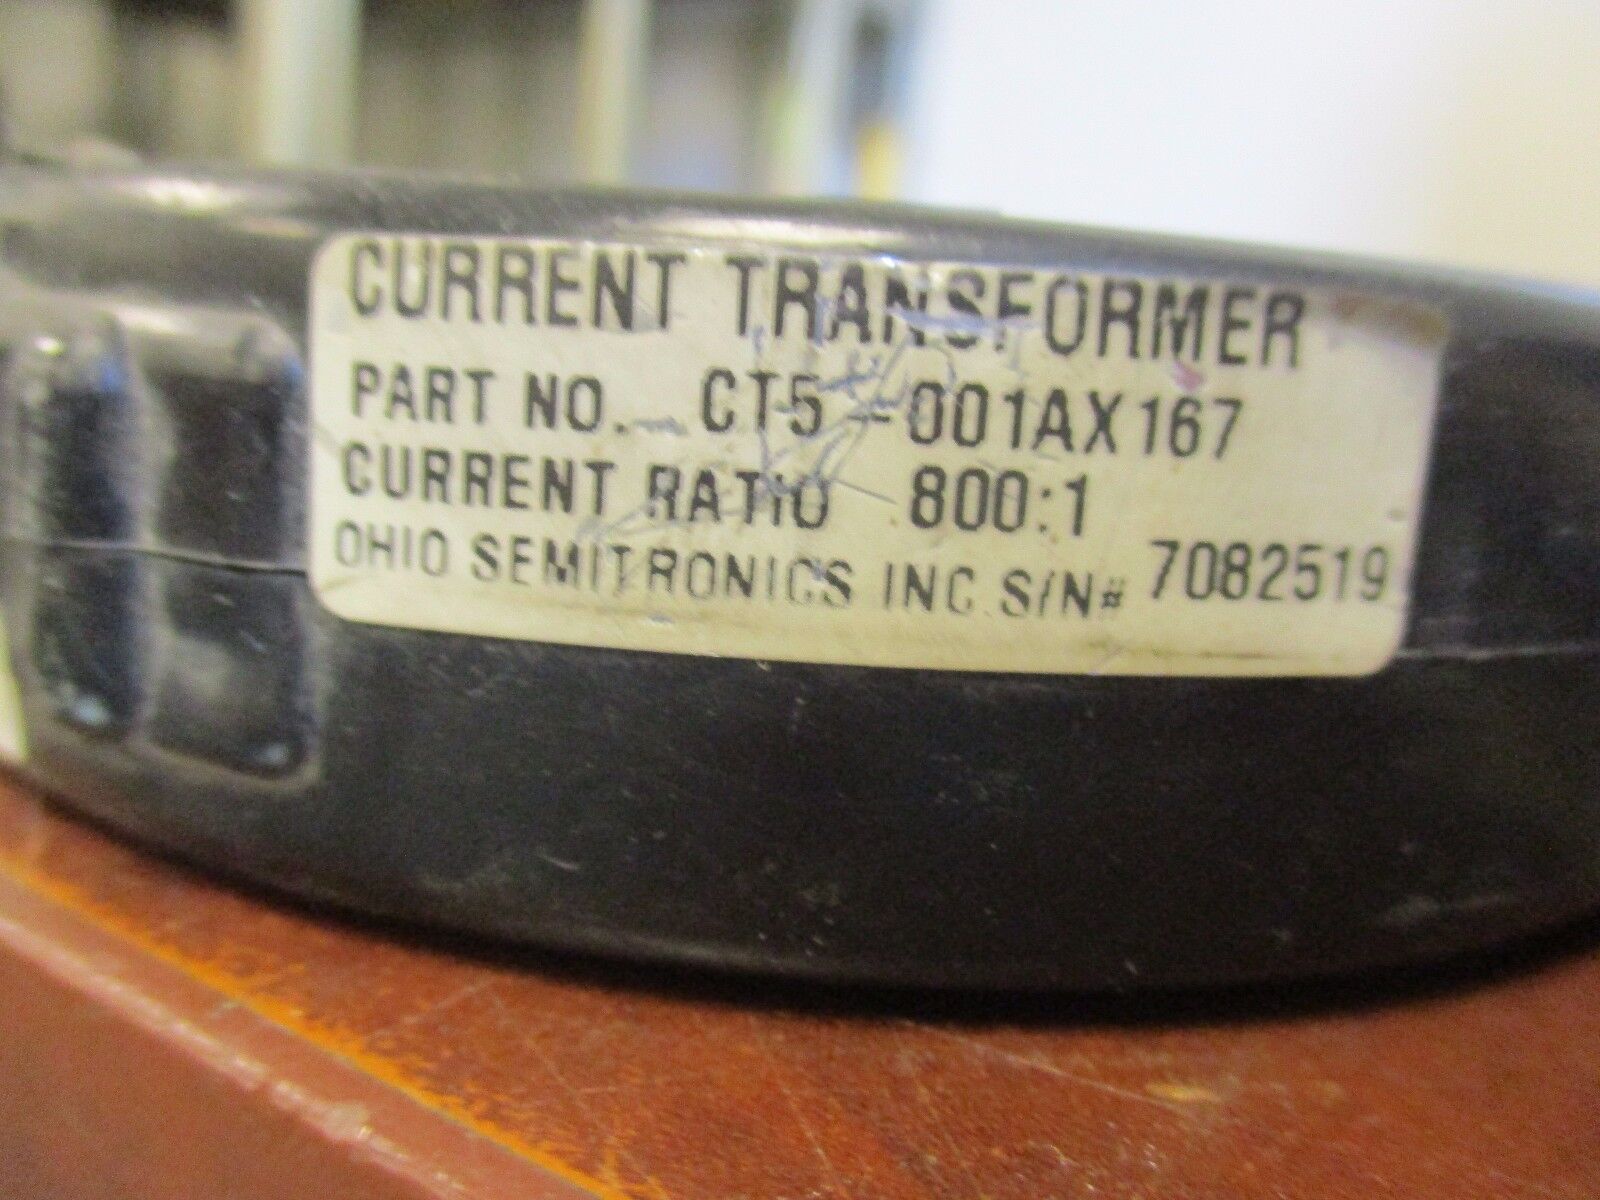 CURRENT TRANSFORMER
PART NO. CT5-001AX167
CURRENT RATIO 800:1
OHIO SEMITRONICS INC. S/N# 7082519